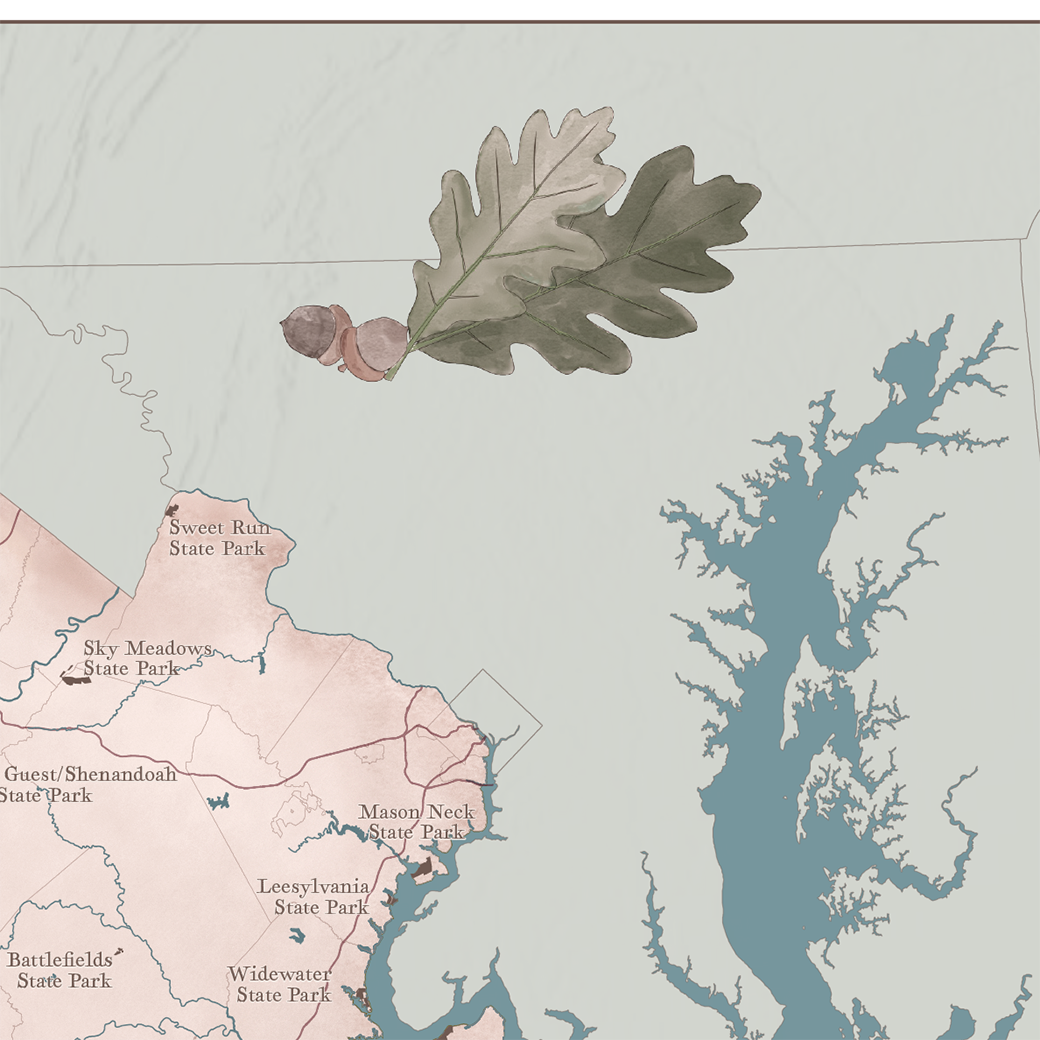 Sweet Run
State Park
Sky Meadows
State Park
Guest/Shenandoah
State Park
Mason Neck
State Park
Leesylvania
State Park
Battlefields
State Park
Widewater
State Park